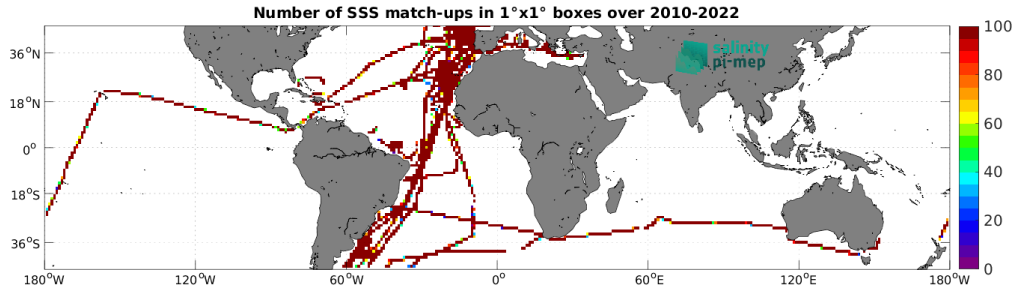 Number of SSS match-ups in 1°x1° boxes over 2010-2022
salinity
pi-mep
36°N
18°N
0°
18°S
36°S
180°W
120°W
60°W
0°
60°E
120°E
180°W
100
80
60
40
20
0